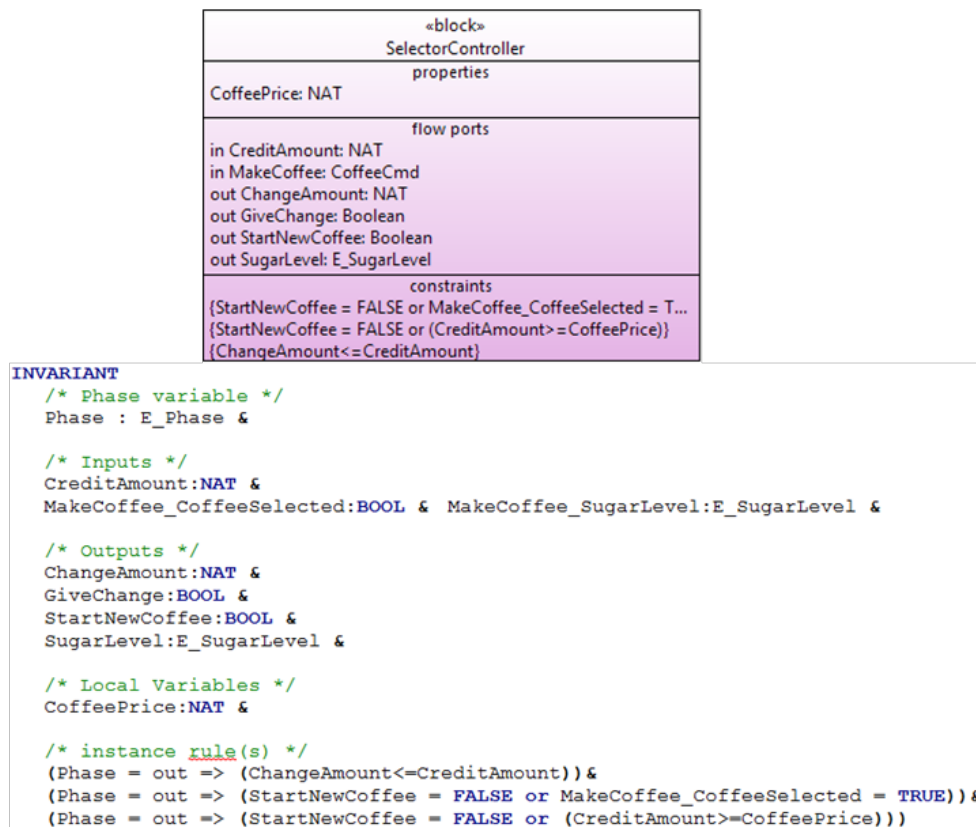 «block»
SelectorController
properties
CoffeePrice: NAT
flow ports
in CreditAmount: NAT
in MakeCoffee: CoffeeCmd
out ChangeAmount: NAT
out GiveChange: Boolean
out StartNewCoffee: Boolean
out SugarLevel: E_SugarLevel
constraints
{StartNewCoffee = FALSE or MakeCoffee_CoffeeSelected = T...
{StartNewCoffee = FALSE or (CreditAmount>=CoffeePrice)}
{ChangeAmount<=CreditAmount}
INVARIANT
/* Phase variable */
Phase : E_Phase &
/* Inputs */
CreditAmount:NAT &
MakeCoffee_CoffeeSelected:BOOL & MakeCoffee_SugarLevel:E_SugarLevel &
/* Outputs */
ChangeAmount:NAT &
GiveChange:BOOL &
StartNewCoffee:BOOL &
SugarLevel:E_SugarLevel &
/* Local Variables */
CoffeePrice:NAT &
/* instance rule(s) */
(Phase = out => (ChangeAmount<=CreditAmount))&
(Phase = out => (StartNewCoffee = FALSE or MakeCoffee_CoffeeSelected = TRUE))&
(Phase = out => (StartNewCoffee = FALSE or (CreditAmount>=CoffeePrice)))